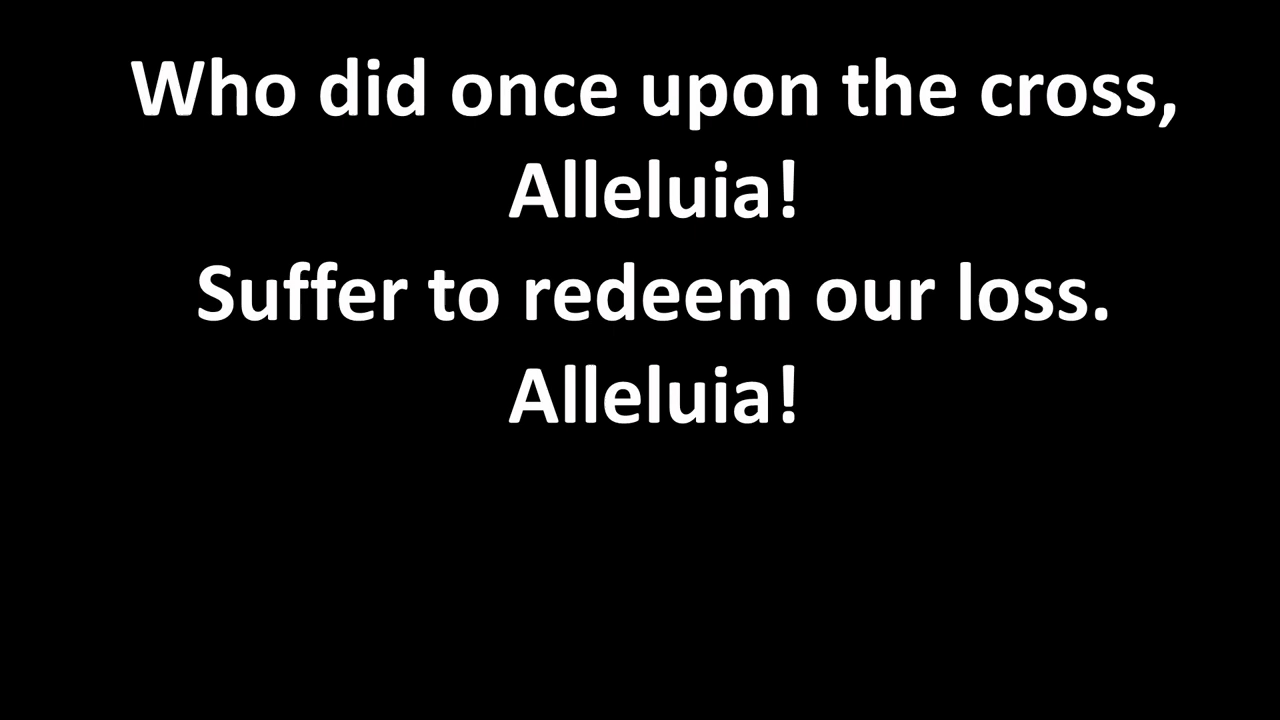 Who did once upon the cross,
Alleluia!
Suffer to redeem our loss.
Alleluia!